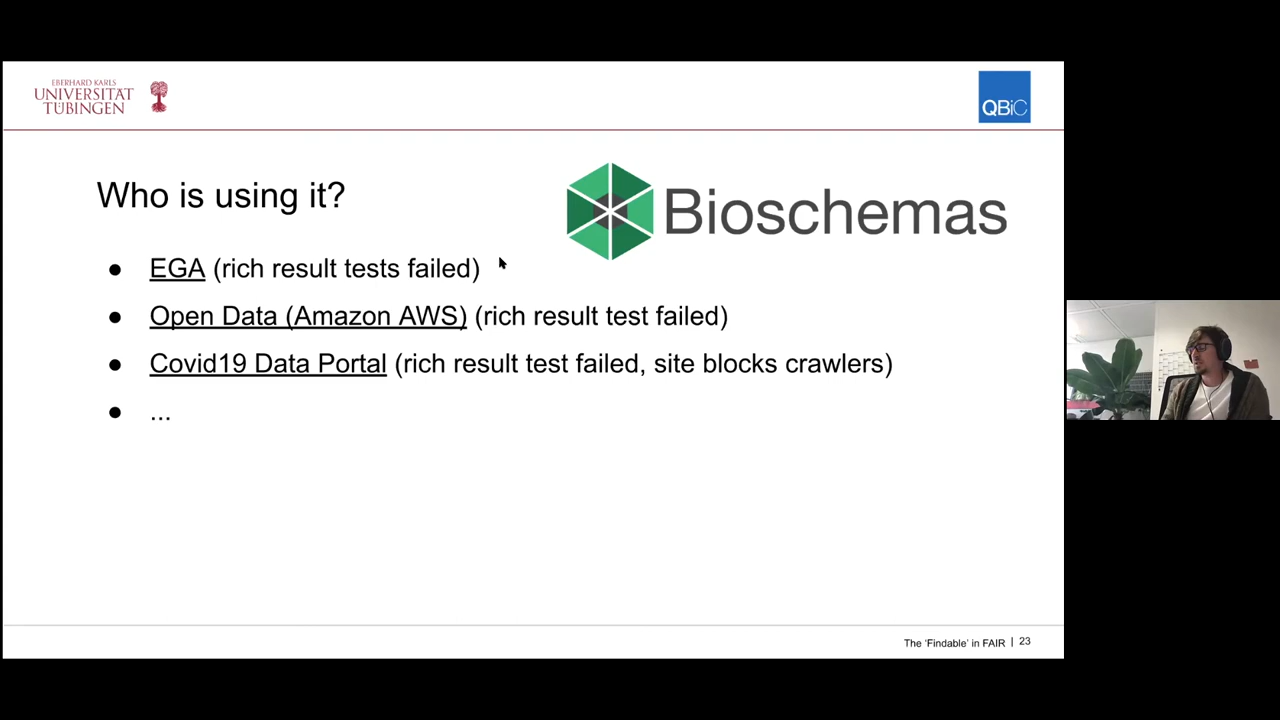 EBERHARD KARLS
UNIVERSITÄT
TÜBINGEN
QBiC
Who is using it?
Bioschemas
● EGA (rich result tests failed)
● Open Data (Amazon AWS) (rich result test failed)
● Covid19 Data Portal (rich result test failed, site blocks crawlers)
● ...
The 'Findable' in FAIR | 23